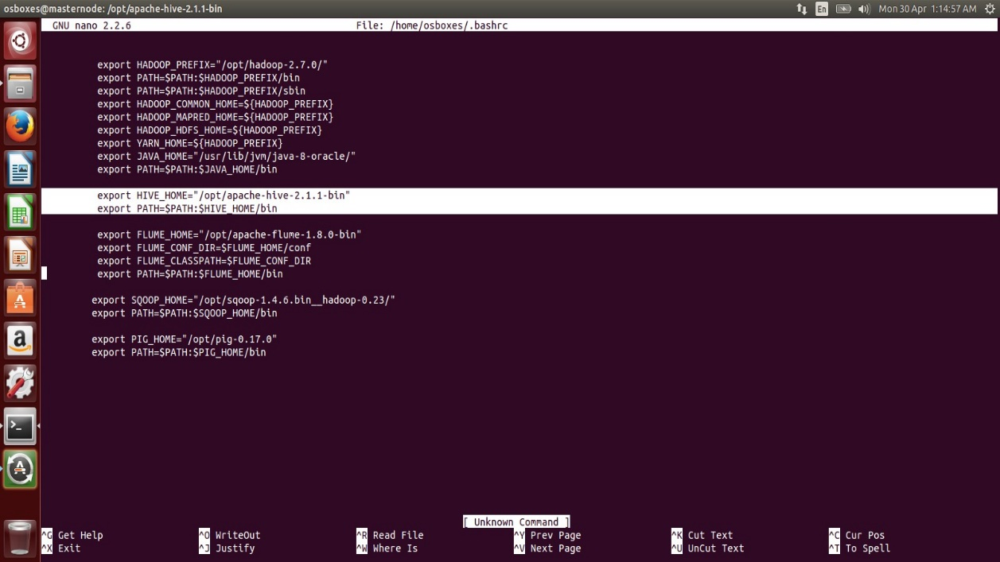 osboxes@masternode: /opt/apache-hive-2.1.1-bin
En
Mon 30 Apr 1:14:57 AM
GNU nano 2.2.6 File: /home/osboxes/.bashrc
export HADOOP_PREFIX="/opt/hadoop-2.7.0/"
export PATH=$PATH:$HADOOP_PREFIX/bin
export PATH=$PATH:$HADOOP_PREFIX/sbin
export HADOOP_COMMON_HOME=${HADOOP_PREFIX}
export HADOOP_MAPRED_HOME=${HADOOP_PREFIX}
export HADOOP_HDFS_HOME=${HADOOP_PREFIX}
export YARN_HOME=${HADOOP_PREFIX}
export JAVA_HOME="/usr/lib/jvm/java-8-oracle/"
export PATH=$PATH:$JAVA_HOME/bin
export HIVE_HOME="/opt/apache-hive-2.1.1-bin"
export PATH=$PATH:$HIVE_HOME/bin
export FLUME_HOME="/opt/apache-flume-1.8.0-bin"
export FLUME_CONF_DIR=$FLUME_HOME/conf
export FLUME_CLASSPATH=$FLUME_CONF_DIR
export PATH=$PATH:$FLUME_HOME/bin
export SQOOP_HOME="/opt/sqoop-1.4.6.bin__hadoop-0.23/"
export PATH=$PATH:$SQOOP_HOME/bin
export PIG_HOME="/opt/pig-0.17.0"
export PATH=$PATH:$PIG_HOME/bin
[ Unknown Command ]
^G Get Help ^O WriteOut ^R Read File ^Y Prev Page ^K Cut Text ^C Cur Pos
^X Exit ^J Justify ^W Where Is ^V Next Page ^U UnCut Text ^T To Spell